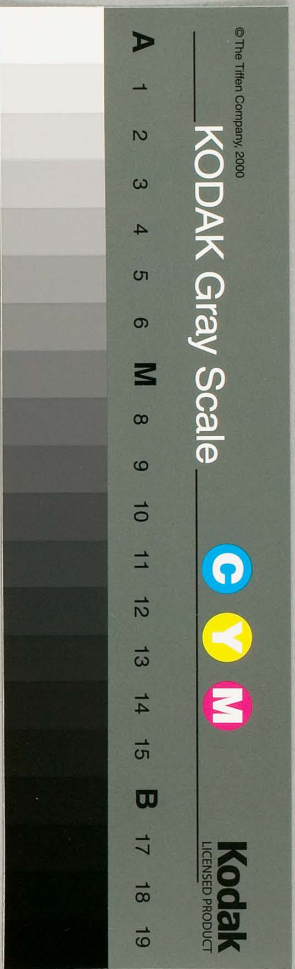 © The Tiffen Company, 2000
KODAK Gray Scale
C Y M
Kodak
LICENSED PRODUCT
A 1 2 3 4 5 6 M 8 9 10 11 12 13 14 15 B 17 18 19